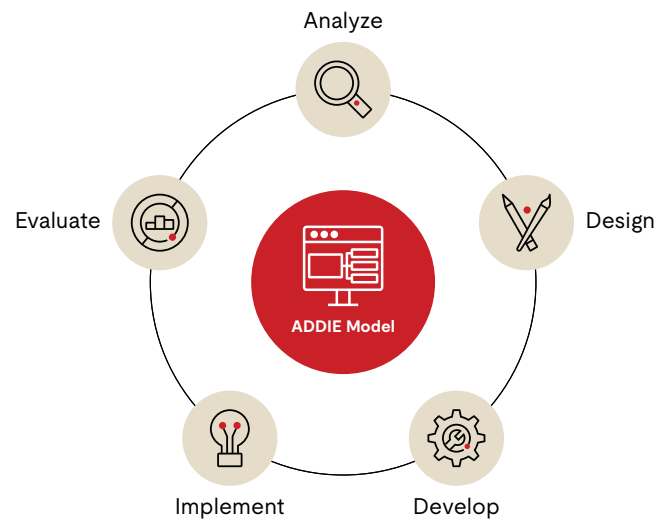 Analyze
Evaluate
Design
ADDIE Model
Implement
Develop